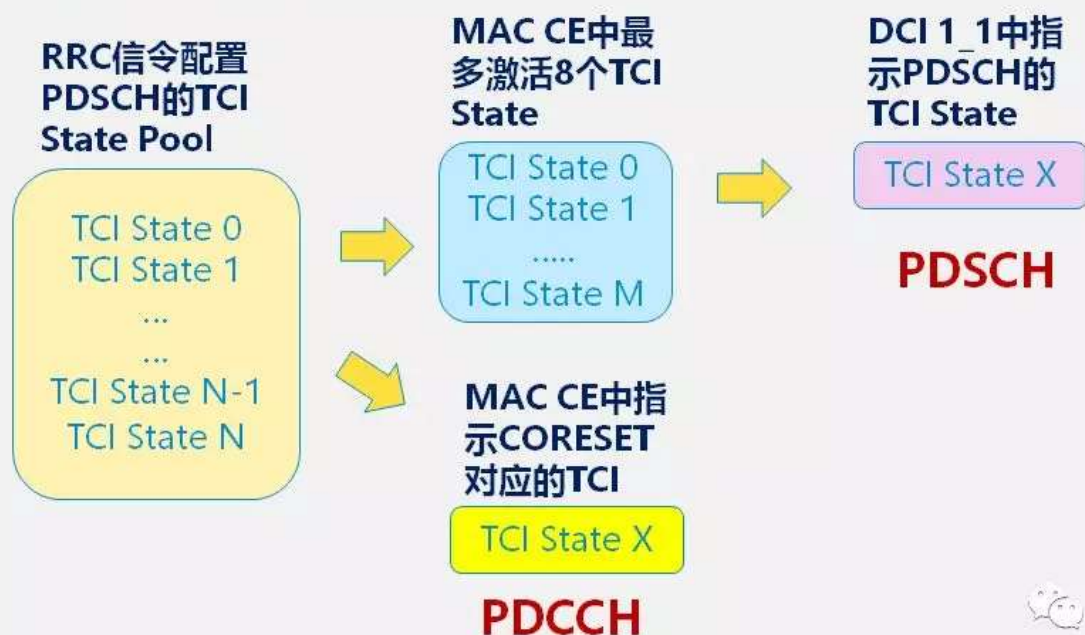 RRC信令配置
PDSCH的TCI
State Pool
TCI State 0
TCI State 1
...
...
TCI State N-1
TCI State N
MAC CE中最
多激活8个TCI
State
TCI State 0
TCI State 1
.....
TCI State M
DCI 1_1中指
示PDSCH的
TCI State
TCI State X
PDSCH
MAC CE中指
示CORESET
对应的TCI
TCI State X
PDCCH